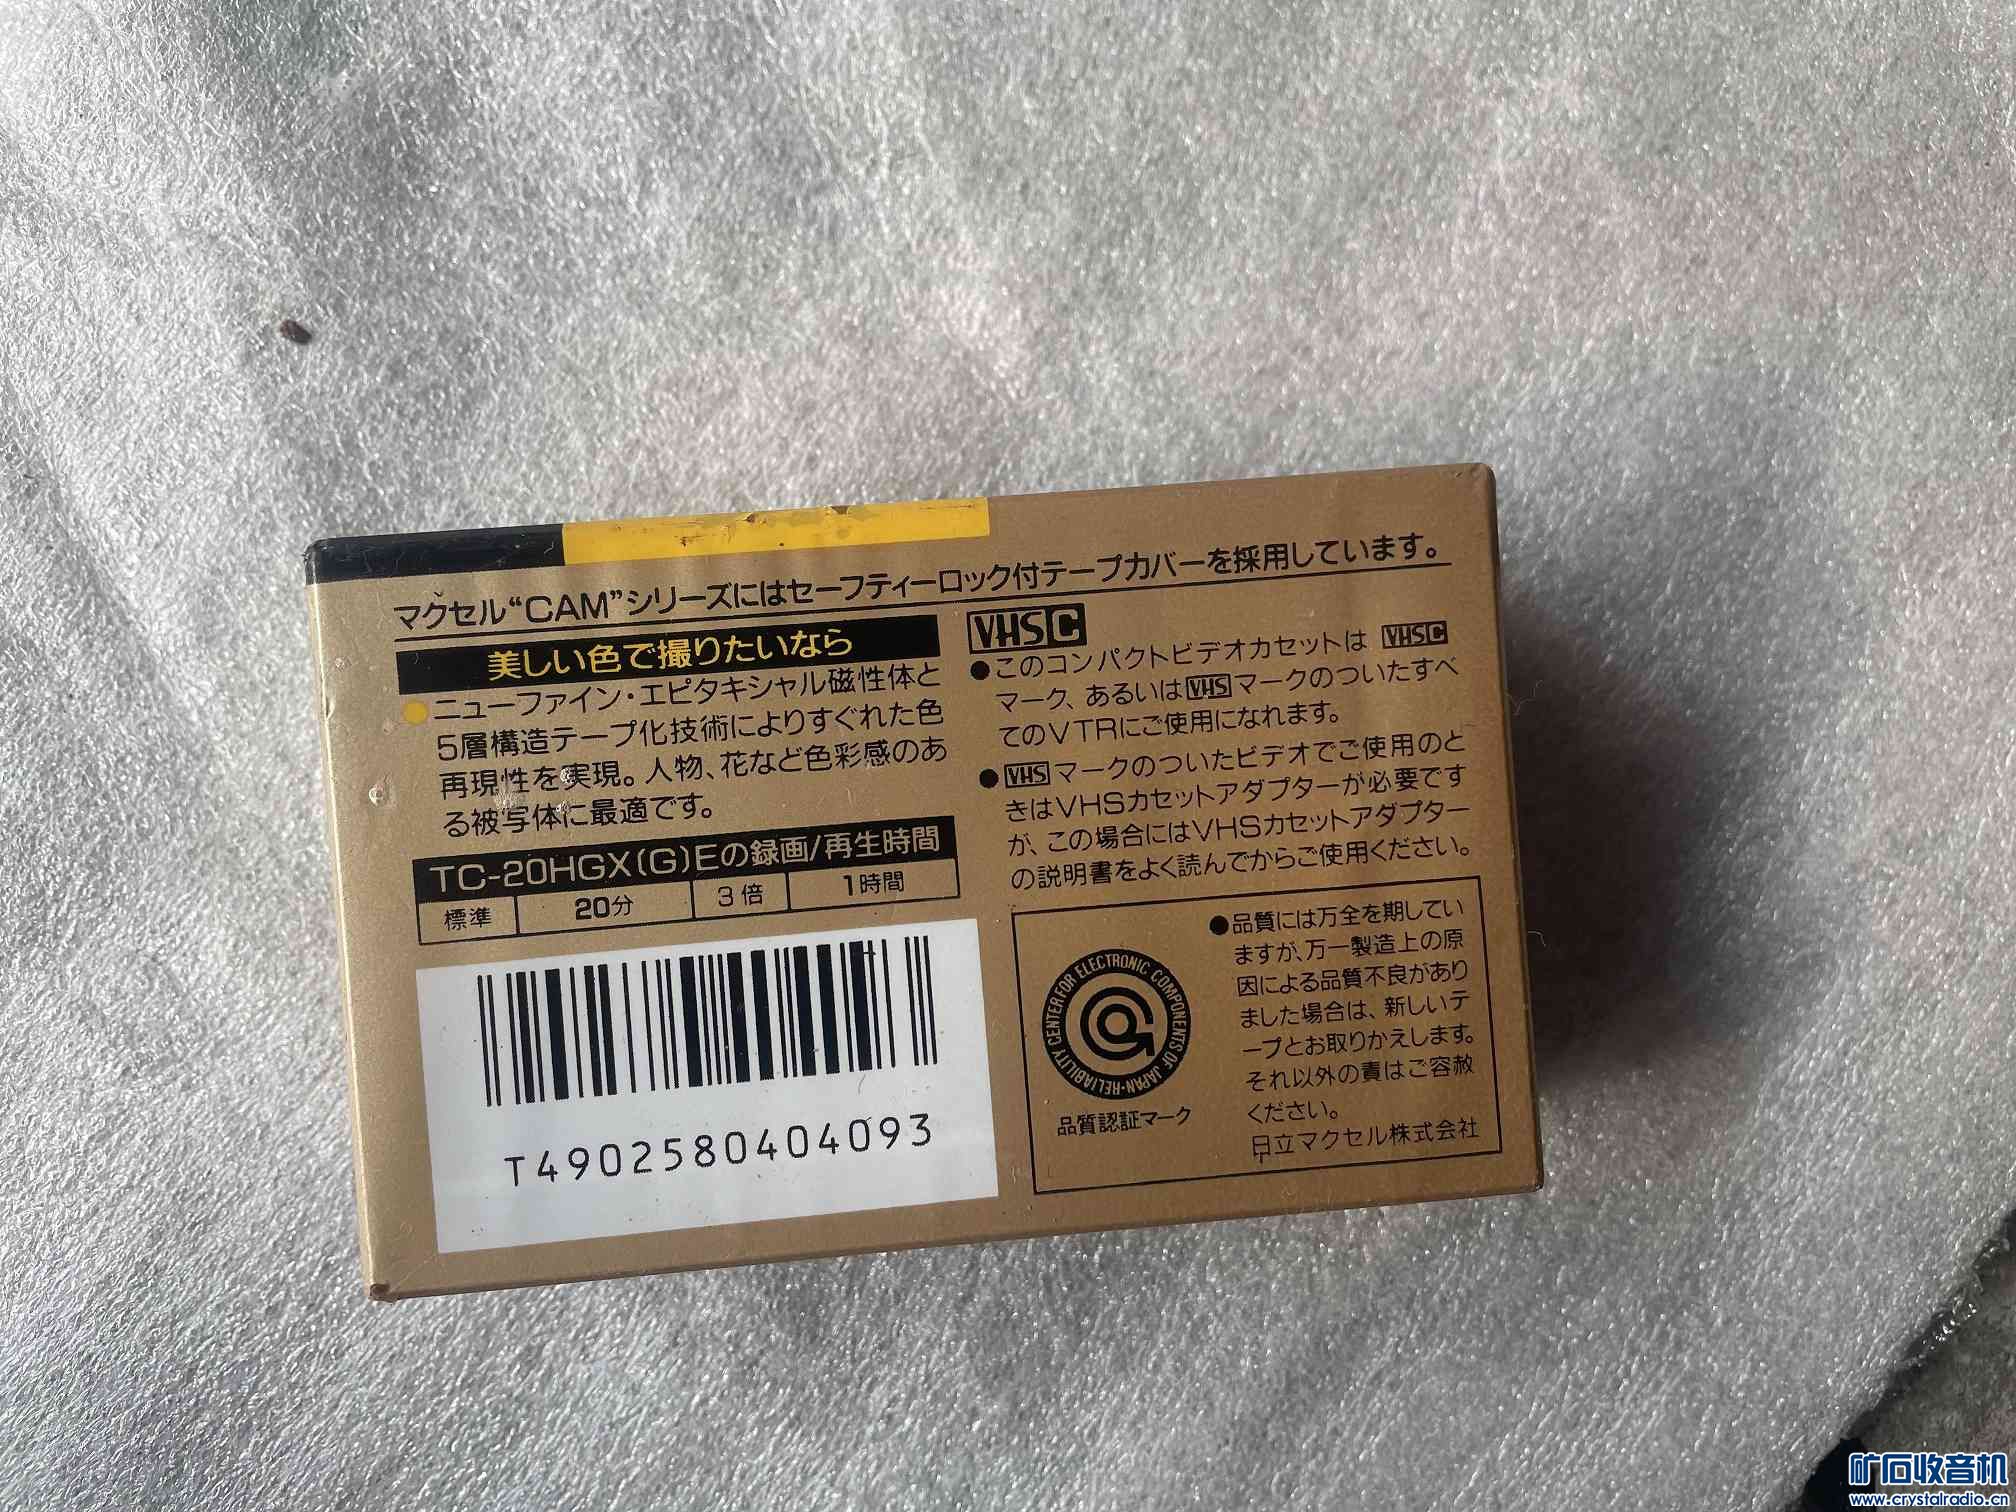 マクセル“CAM”シリーズにはセーフティーロック付テープカバーを採用しています。
美しい色で撮りたいなら
●ニューファイン・エピタキシャル磁性体と
5層構造テープ化技術によりすぐれた色
再現性を実現。人物、花など色彩感のあ
る被写体に最適です。
TC-20HGX(G)Eの録画/再生時間
標準 20分 3倍 1時間
T4902580404093
VHS C
●このコンパクトビデオカセットは VHS C
マーク、あるいはVHSマークのついたすべ
てのVTRにご使用になれます。
●VHSマークのついたビデオでご使用のと
きはVHSカセットアダプターが必要です
が、この場合にはVHSカセットアダプター
の説明書をよく読んでからご使用ください。
RELIABILITY CENTER FOR ELECTRONIC COMPONENTS OF JAPAN・
品質認証マーク
●品質には万全を期してい
ますが、万一製造上の原
因による品質不良があり
ました場合は、新しいテ
ープとお取りかえします。
それ以外の責はご容赦
ください。
日立マクセル株式会社
矿石收音机
www.crystalradio.cn